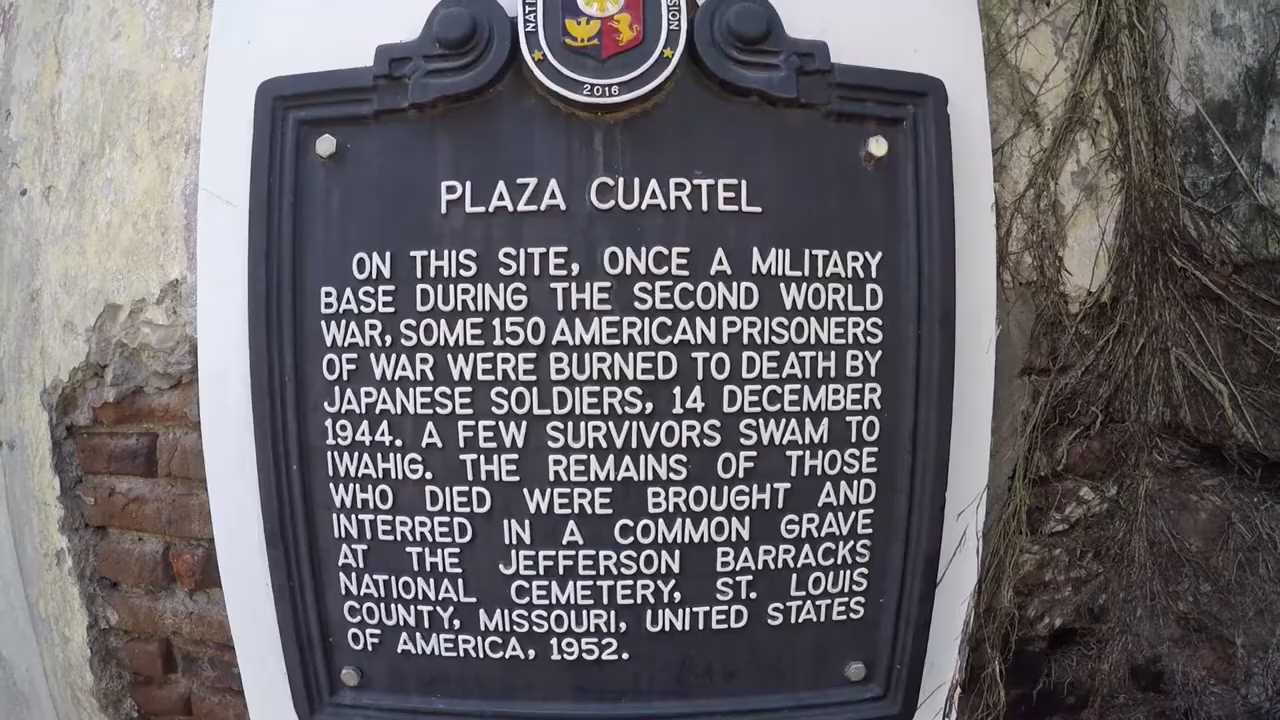 NATI
SION
2016
PLAZA CUARTEL
ON THIS SITE, ONCE A MILITARY
BASE DURING THE SECOND WORLD
WAR, SOME 150 AMERICAN PRISONERS
OF WAR WERE BURNED TO DEATH BY
JAPANESE SOLDIERS, 14 DECEMBER
1944. A FEW SURVIVORS SWAM TO
IWAHIG. THE REMAINS OF THOSE
WHO DIED WERE BROUGHT AND
INTERRED IN A COMMON GRAVE
AT THE JEFFERSON BARRACKS
NATIONAL CEMETERY, ST. LOUIS
COUNTY, MISSOURI, UNITED STATES
OF AMERICA, 1952.